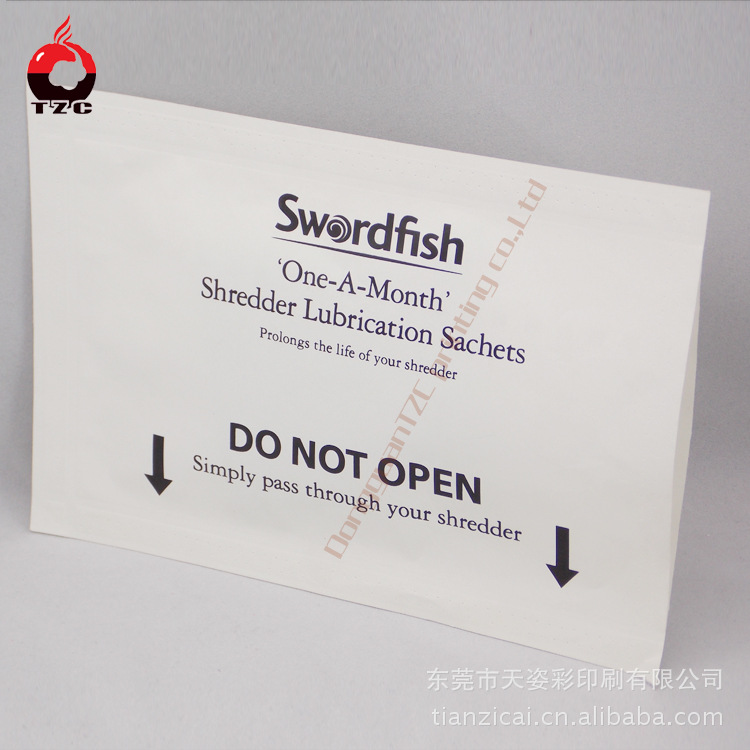 TZC
Swordfish
‘One-A-Month’
Shredder Lubrication Sachets
Prolongs the life of your shredder
DO NOT OPEN
Simply pass through your shredder
DongguanTZC printing co.,Ltd
东莞市天姿彩印刷有限公司
tianzicai.cn.alibaba.com